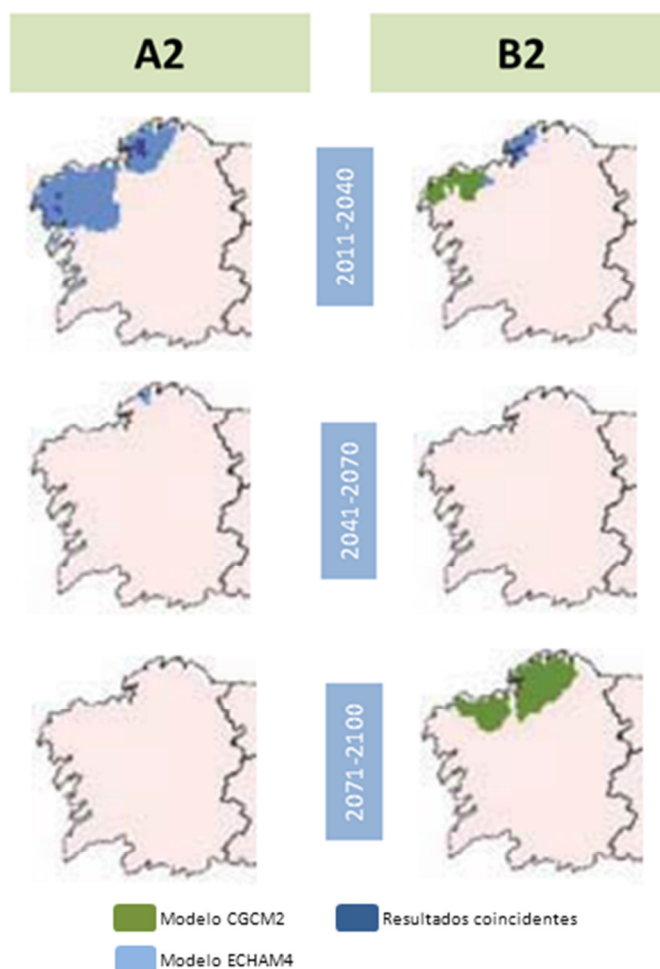 A2
B2
2011-2040
2041-2070
2071-2100
Modelo CGCM2
Resultados coincidentes
Modelo ECHAM4